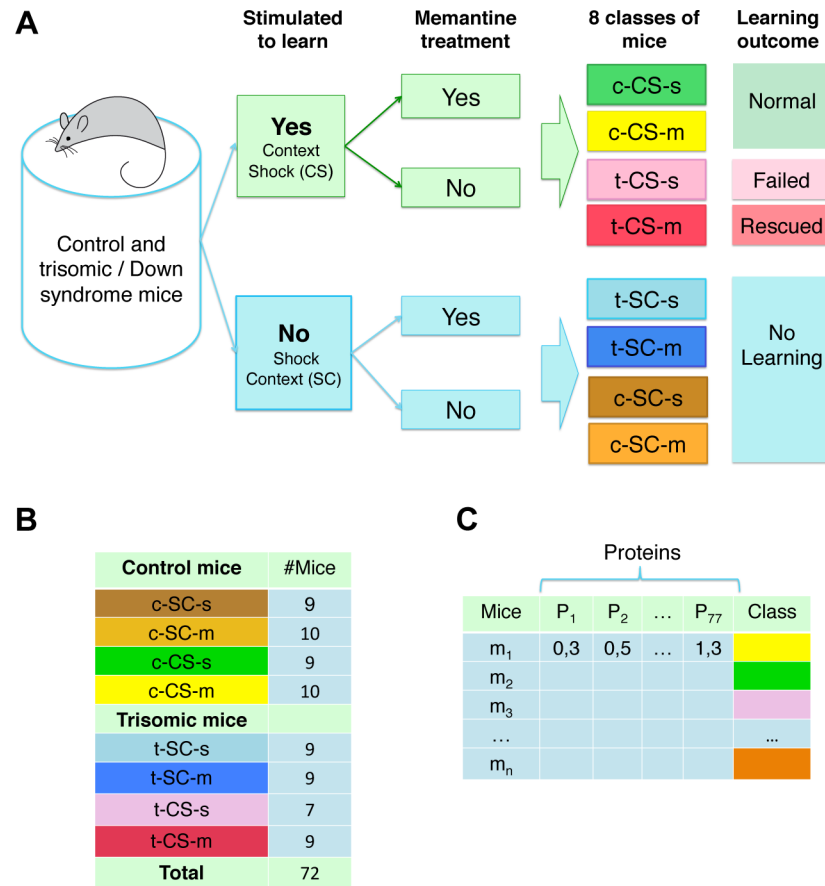 A
Stimulated
to learn
Memantine
treatment
8 classes of
mice
Learning
outcome
Control and
trisomic / Down
syndrome mice
Yes
Context
Shock (CS)
Yes
No
c-CS-s
c-CS-m
t-CS-s
t-CS-m
Normal
Failed
Rescued
No
Shock
Context (SC)
Yes
No
t-SC-s
t-SC-m
c-SC-s
c-SC-m
No
Learning
B
Control mice #Mice
c-SC-s 9
c-SC-m 10
c-CS-s 9
c-CS-m 10
Trisomic mice
t-SC-s 9
t-SC-m 9
t-CS-s 7
t-CS-m 9
Total 72
C
Proteins
Mice P1 P2 … P77 Class
m1 0,3 0,5 … 1,3
m2
m3
… ...
mn